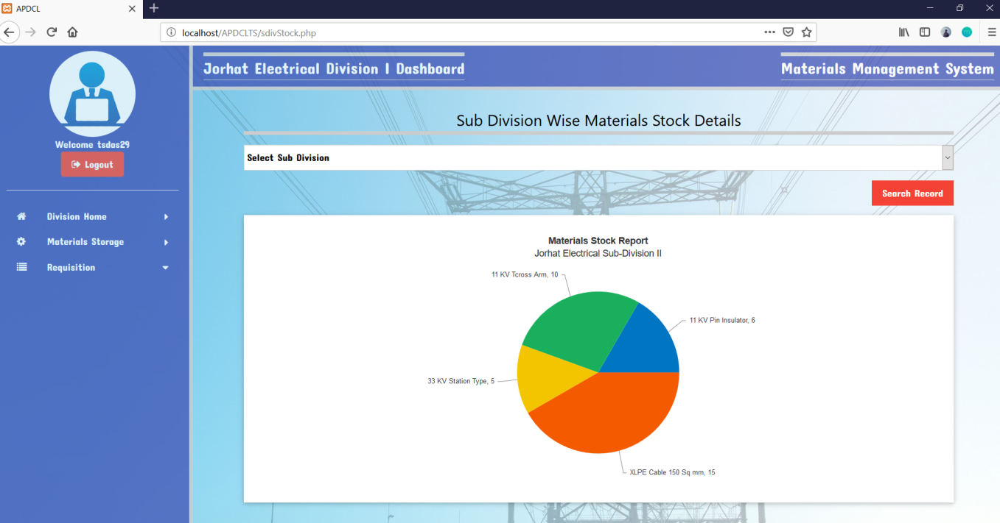 APDCL
localhost/APDCLTS/sdivStock.php
Jorhat Electrical Division I Dashboard
Materials Management System
Welcome tsdas29
Logout
Division Home
Materials Storage
Requisition
Sub Division Wise Materials Stock Details
Select Sub Division
Search Record
Materials Stock Report
Jorhat Electrical Sub-Division II
11 KV Tcross Arm, 10
11 KV Pin Insulator, 6
33 KV Station Type, 5
XLPE Cable 150 Sq mm, 15